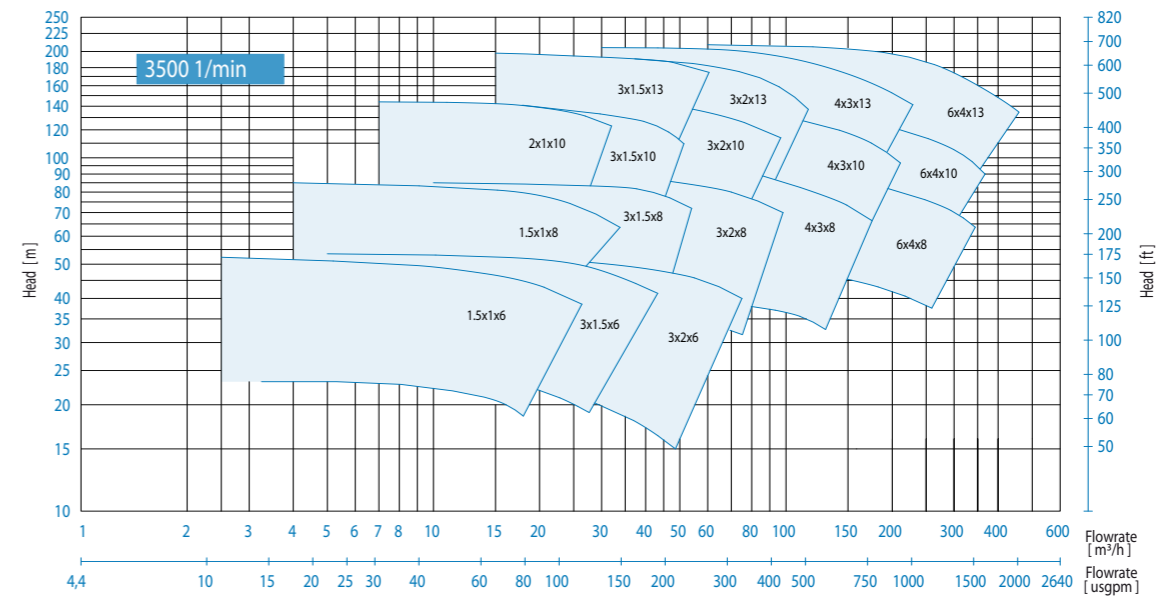 250
225
200
180
160
140
120
100
90
80
70
60
50
40
35
30
25
20
15
10
Head [ m ]
3500 1/min
3x1.5x13
3x2x13
4x3x13
6x4x13
2x1x10
3x1.5x10
3x2x10
4x3x10
6x4x10
1.5x1x8
3x1.5x8
3x2x8
4x3x8
6x4x8
1.5x1x6
3x1.5x6
3x2x6
820
700
600
500
400
350
300
250
200
175
150
125
100
80
70
60
50
Head [ ft ]
1 2 3 4 5 6 7 8 10 15 20 30 40 50 60 80 100 150 200 300 400 600
Flowrate
[ m³/h ]
4,4 10 15 20 25 30 40 60 80 100 150 200 300 400 500 750 1000 1500 2000 2640
Flowrate
[ usgpm ]